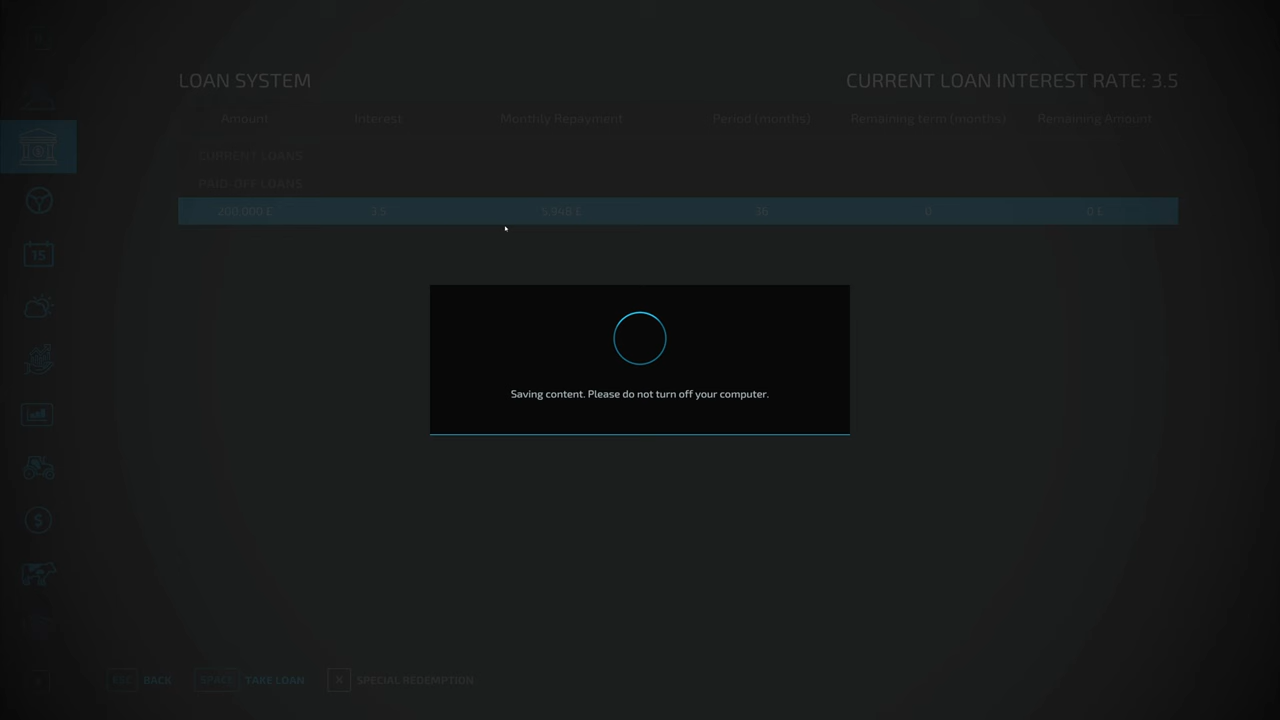 LOAN SYSTEM
CURRENT LOAN INTEREST RATE: 3.5
Amount Interest Monthly Repayment Period (months) Remaining term (months) Remaining Amount
CURRENT LOANS
PAID-OFF LOANS
200,000 £ 3.5 5,948 £ 36 0 0 £
15
Saving content. Please do not turn off your computer.
ESC BACK SPACE TAKE LOAN X SPECIAL REDEMPTION